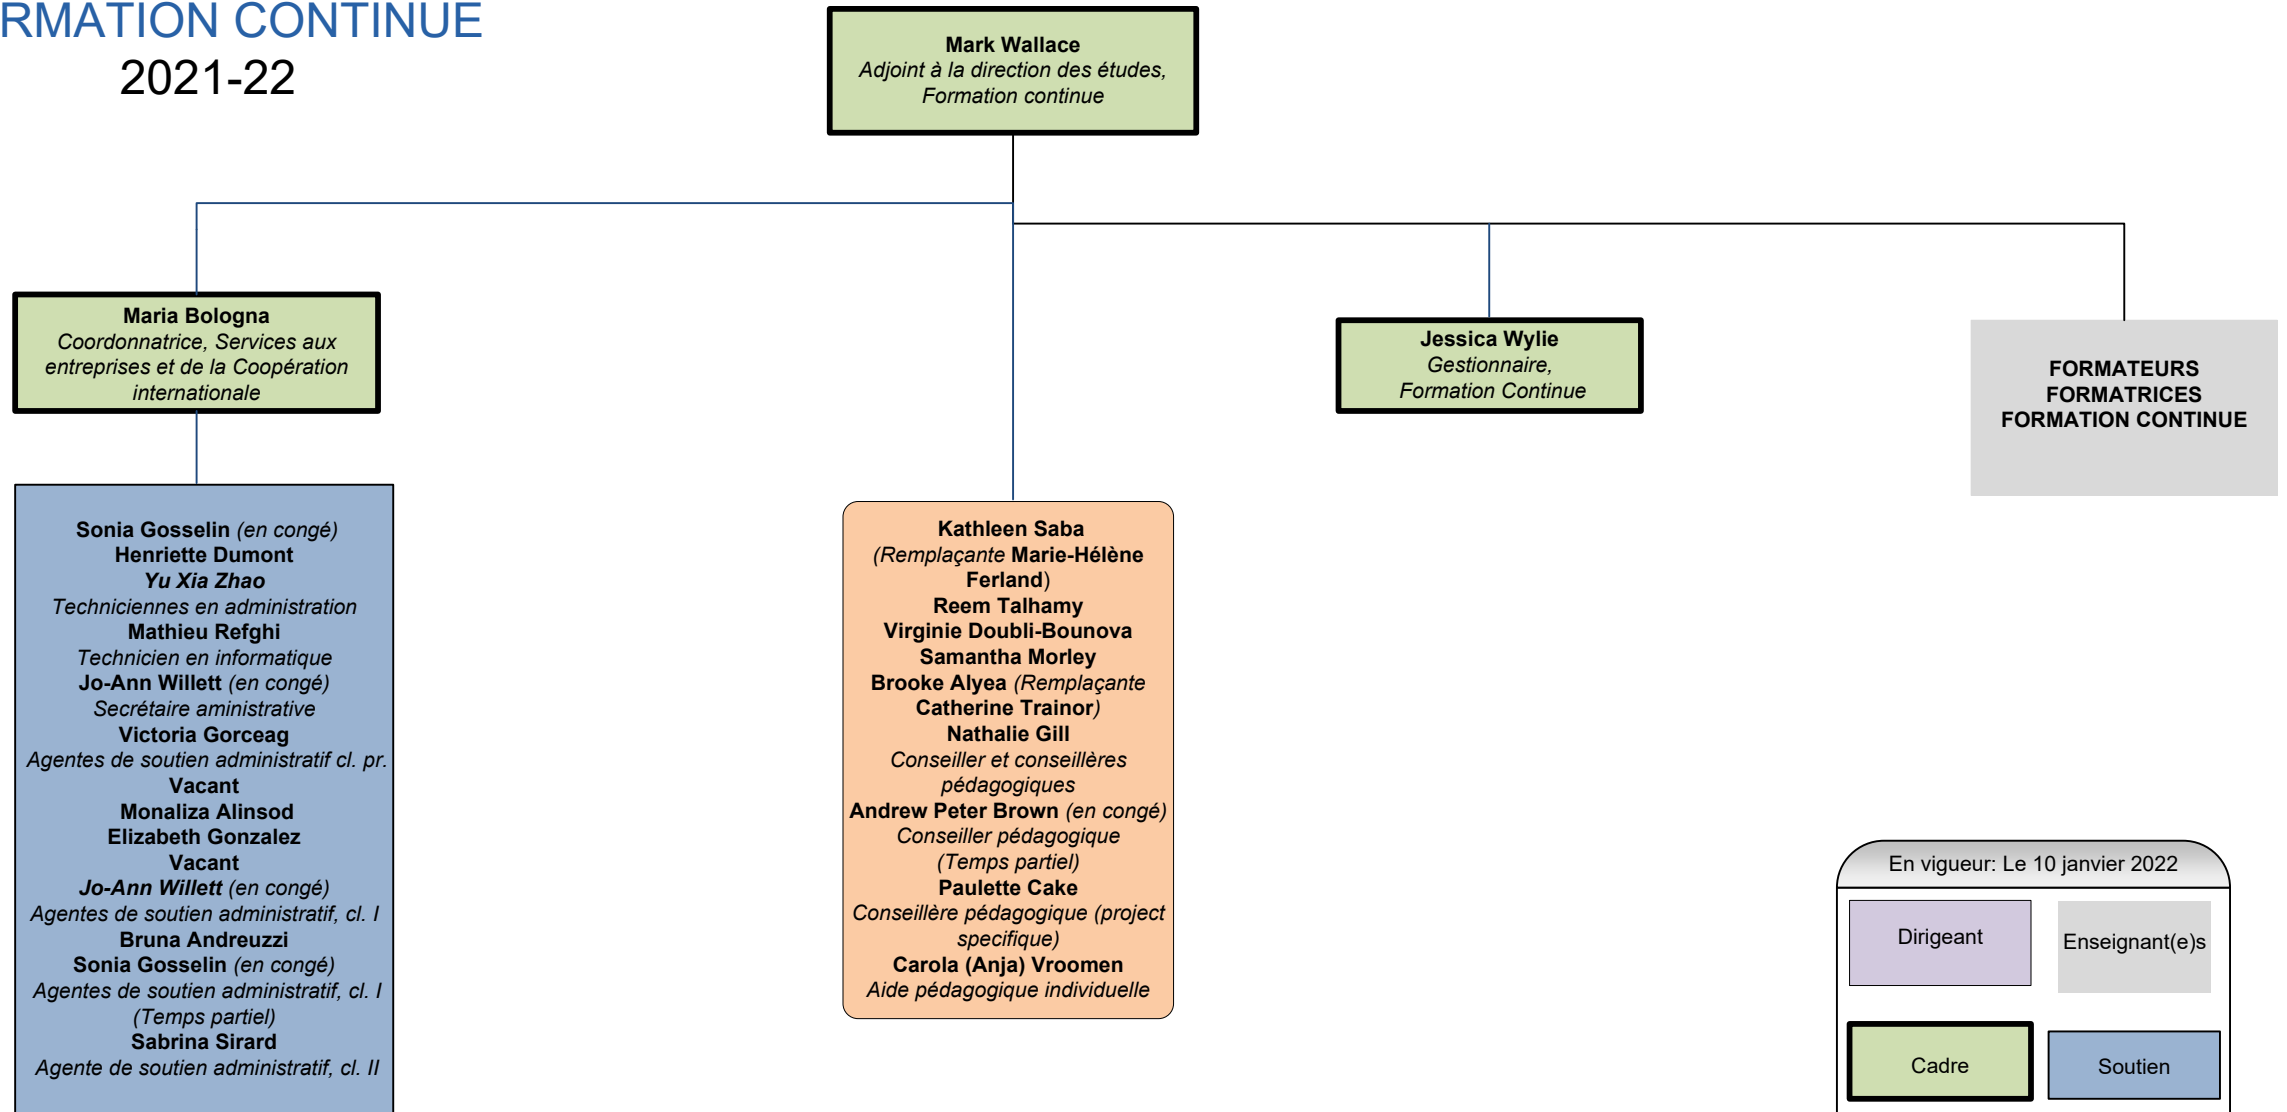 RMATION CONTINUE
2021-22
Mark Wallace
Adjoint à la direction des études,
Formation continue
Maria Bologna
Coordonnatrice, Services aux
entreprises et de la Coopération
internationale
Jessica Wylie
Gestionnaire,
Formation Continue
FORMATEURS
FORMATRICES
FORMATION CONTINUE
Sonia Gosselin (en congé)
Henriette Dumont
Yu Xia Zhao
Techniciennes en administration
Mathieu Refghi
Technicien en informatique
Jo-Ann Willett (en congé)
Secrétaire aministrative
Victoria Gorceag
Agentes de soutien administratif cl. pr.
Vacant
Monaliza Alinsod
Elizabeth Gonzalez
Vacant
Jo-Ann Willett (en congé)
Agentes de soutien administratif, cl. I
Bruna Andreuzzi
Sonia Gosselin (en congé)
Agentes de soutien administratif, cl. I
(Temps partiel)
Sabrina Sirard
Agente de soutien administratif, cl. II
Kathleen Saba
(Remplaçante Marie-Hélène
Ferland)
Reem Talhamy
Virginie Doubli-Bounova
Samantha Morley
Brooke Alyea (Remplaçante
Catherine Trainor)
Nathalie Gill
Conseiller et conseillères
pédagogiques
Andrew Peter Brown (en congé)
Conseiller pédagogique
(Temps partiel)
Paulette Cake
Conseillère pédagogique (project
specifique)
Carola (Anja) Vroomen
Aide pédagogique individuelle
En vigueur: Le 10 janvier 2022
Dirigeant
Enseignant(e)s
Cadre
Soutien